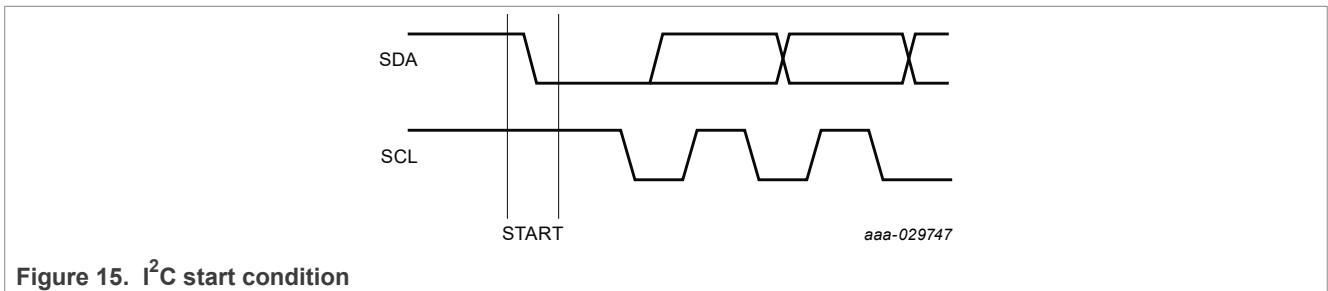 SDA
SCL
START
aaa-029747
Figure 15. I²C start condition